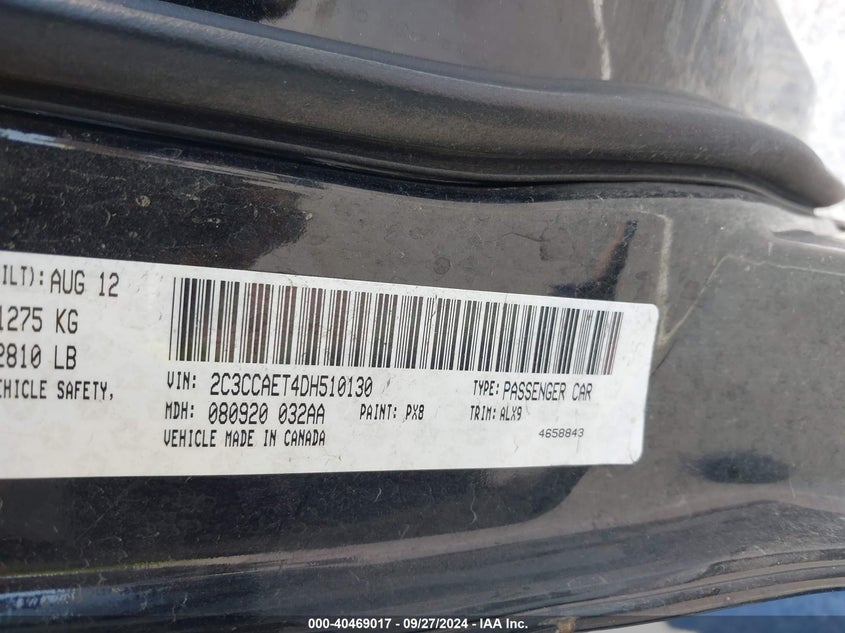 ILT): AUG 12
1275 KG
2810 LB
EHICLE SAFETY,
VIN: 2C3CCAET4DH510130 TYPE: PASSENGER CAR
MDH: 080920 032AA PAINT: PX8 TRIM: ALX9
VEHICLE MADE IN CANADA 4658843
000-40469017 - 09/27/2024 - IAA Inc.